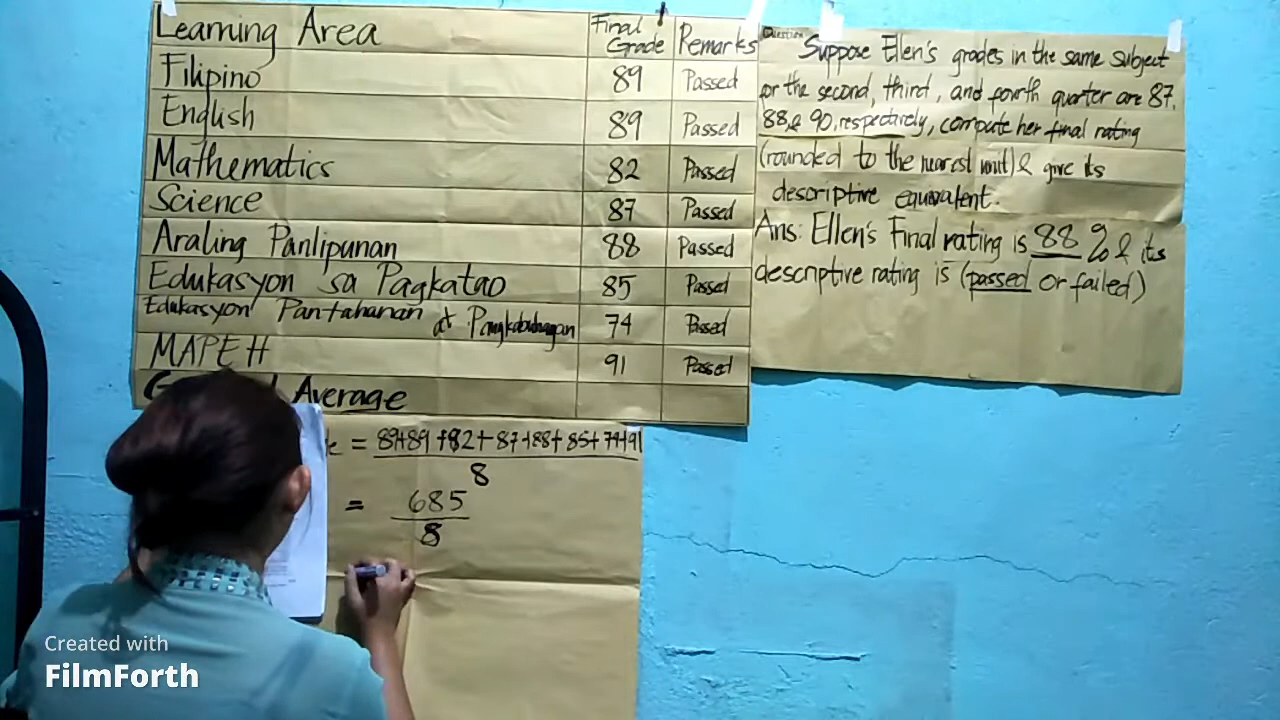 Learning Area Final Grade Remarks
Filipino 89 Passed
English 89 Passed
Mathematics 82 Passed
Science 87 Passed
Araling Panlipunan 88 Passed
Edukasyon sa Pagkatao 85 Passed
Edukasyon Pantahanan at Pangkabuhayan 74 Passed
MAPEH 91 Passed
Average
= 89+89+82+87+88+85+74+91
8
= 685
8
Question:
Suppose Ellen's grades in the same subject
for the second, third, and fourth quarter are 87,
88, & 90, respectively, compute her final rating
(rounded to the nearest unit) & give its
descriptive equivalent.
Ans: Ellen's Final rating is 88 % & its
descriptive rating is (passed or failed)
Created with
FilmForth